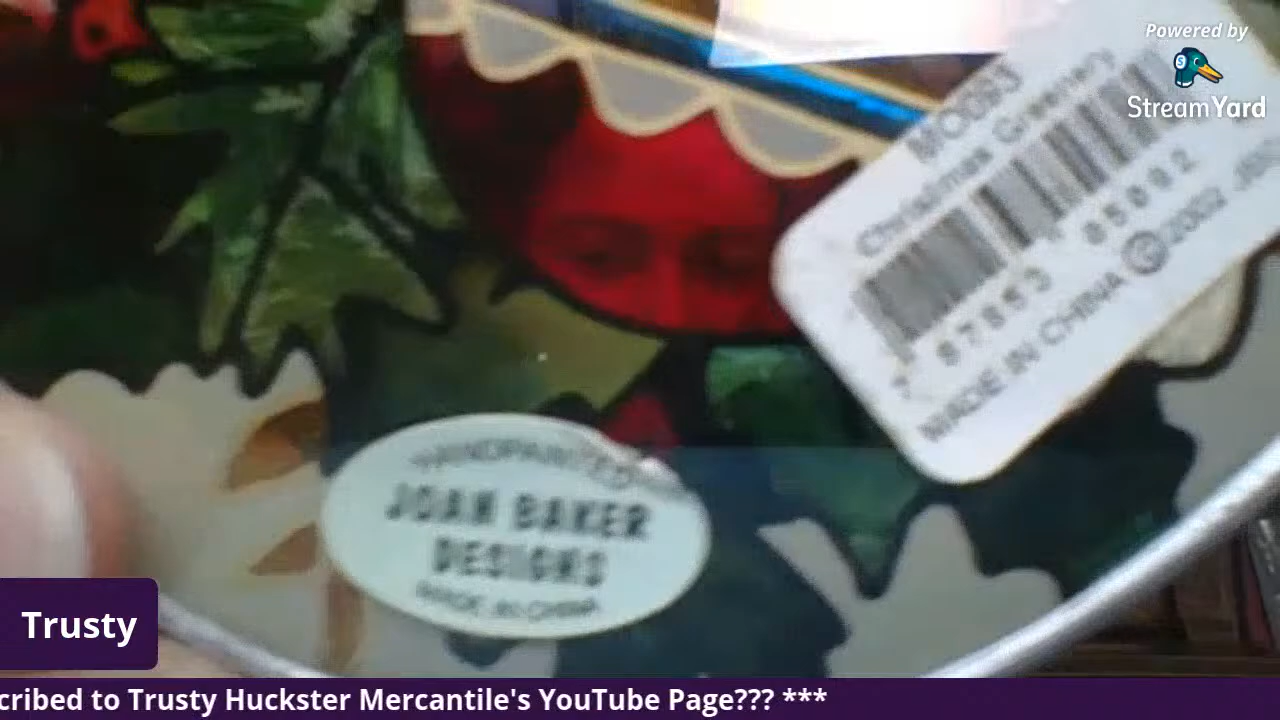 Powered by
StreamYard
Christmas Greenery
MADE IN CHINA ©2002
HANDPAINTED
JOAN BAKER
DESIGNS
MADE IN CHINA
Trusty
cribed to Trusty Huckster Mercantile's YouTube Page??? ***